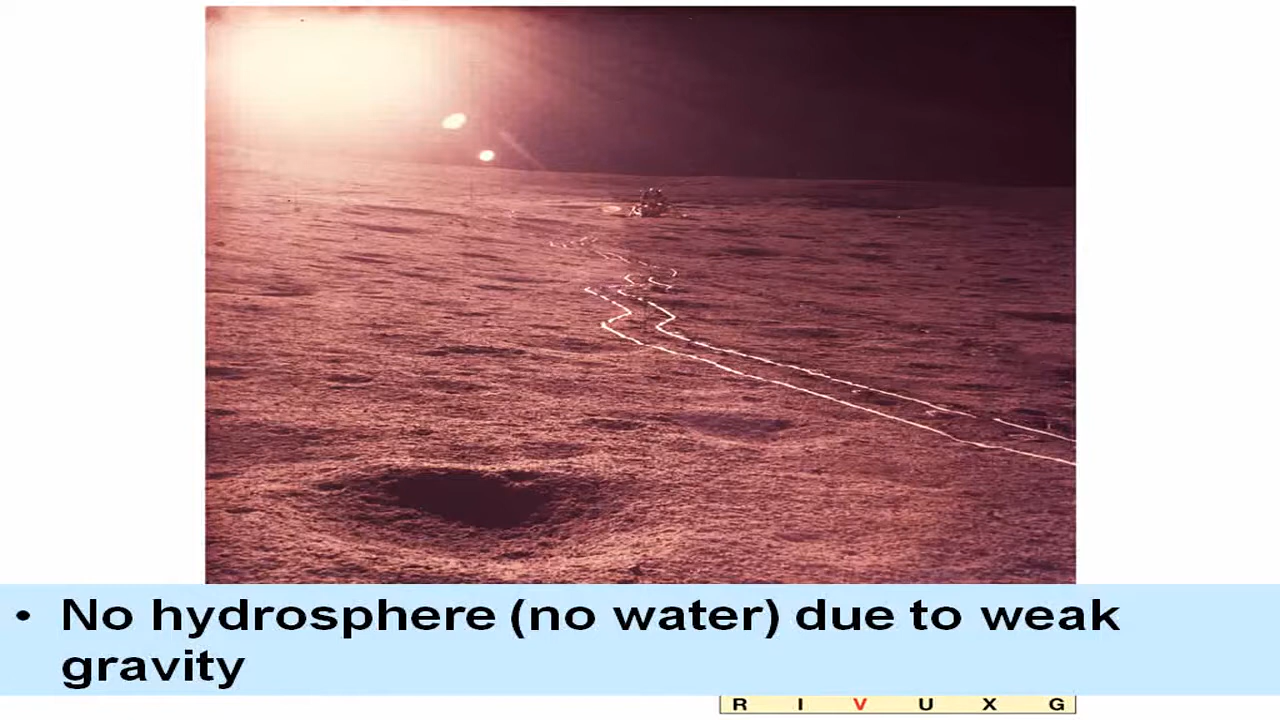 • No hydrosphere (no water) due to weak
gravity
R I V U X G